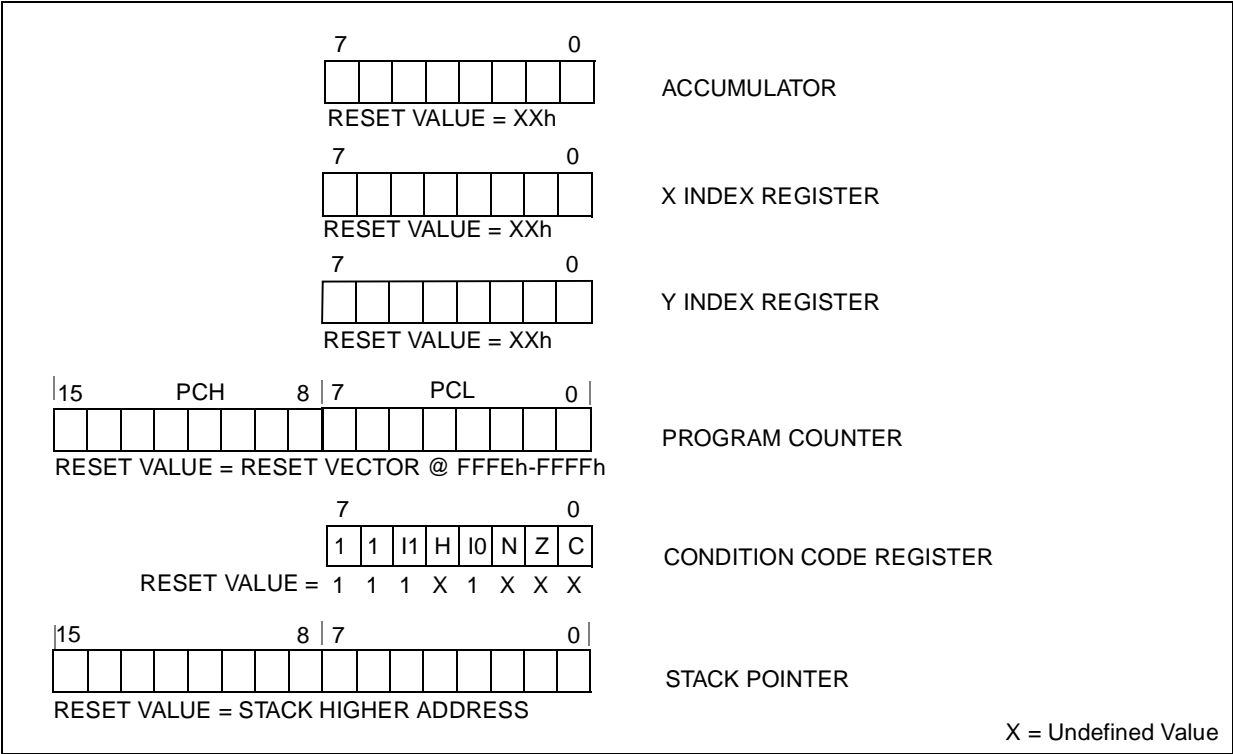 7 0
ACCUMULATOR
RESET VALUE = XXh
7 0
X INDEX REGISTER
RESET VALUE = XXh
7 0
Y INDEX REGISTER
RESET VALUE = XXh
15 PCH 8 7 PCL 0
PROGRAM COUNTER
RESET VALUE = RESET VECTOR @ FFFEh-FFFFh
7 0
1 1 I1 H I0 N Z C
CONDITION CODE REGISTER
RESET VALUE = 1 1 1 X 1 X X X
15 8 7 0
STACK POINTER
RESET VALUE = STACK HIGHER ADDRESS
X = Undefined Value